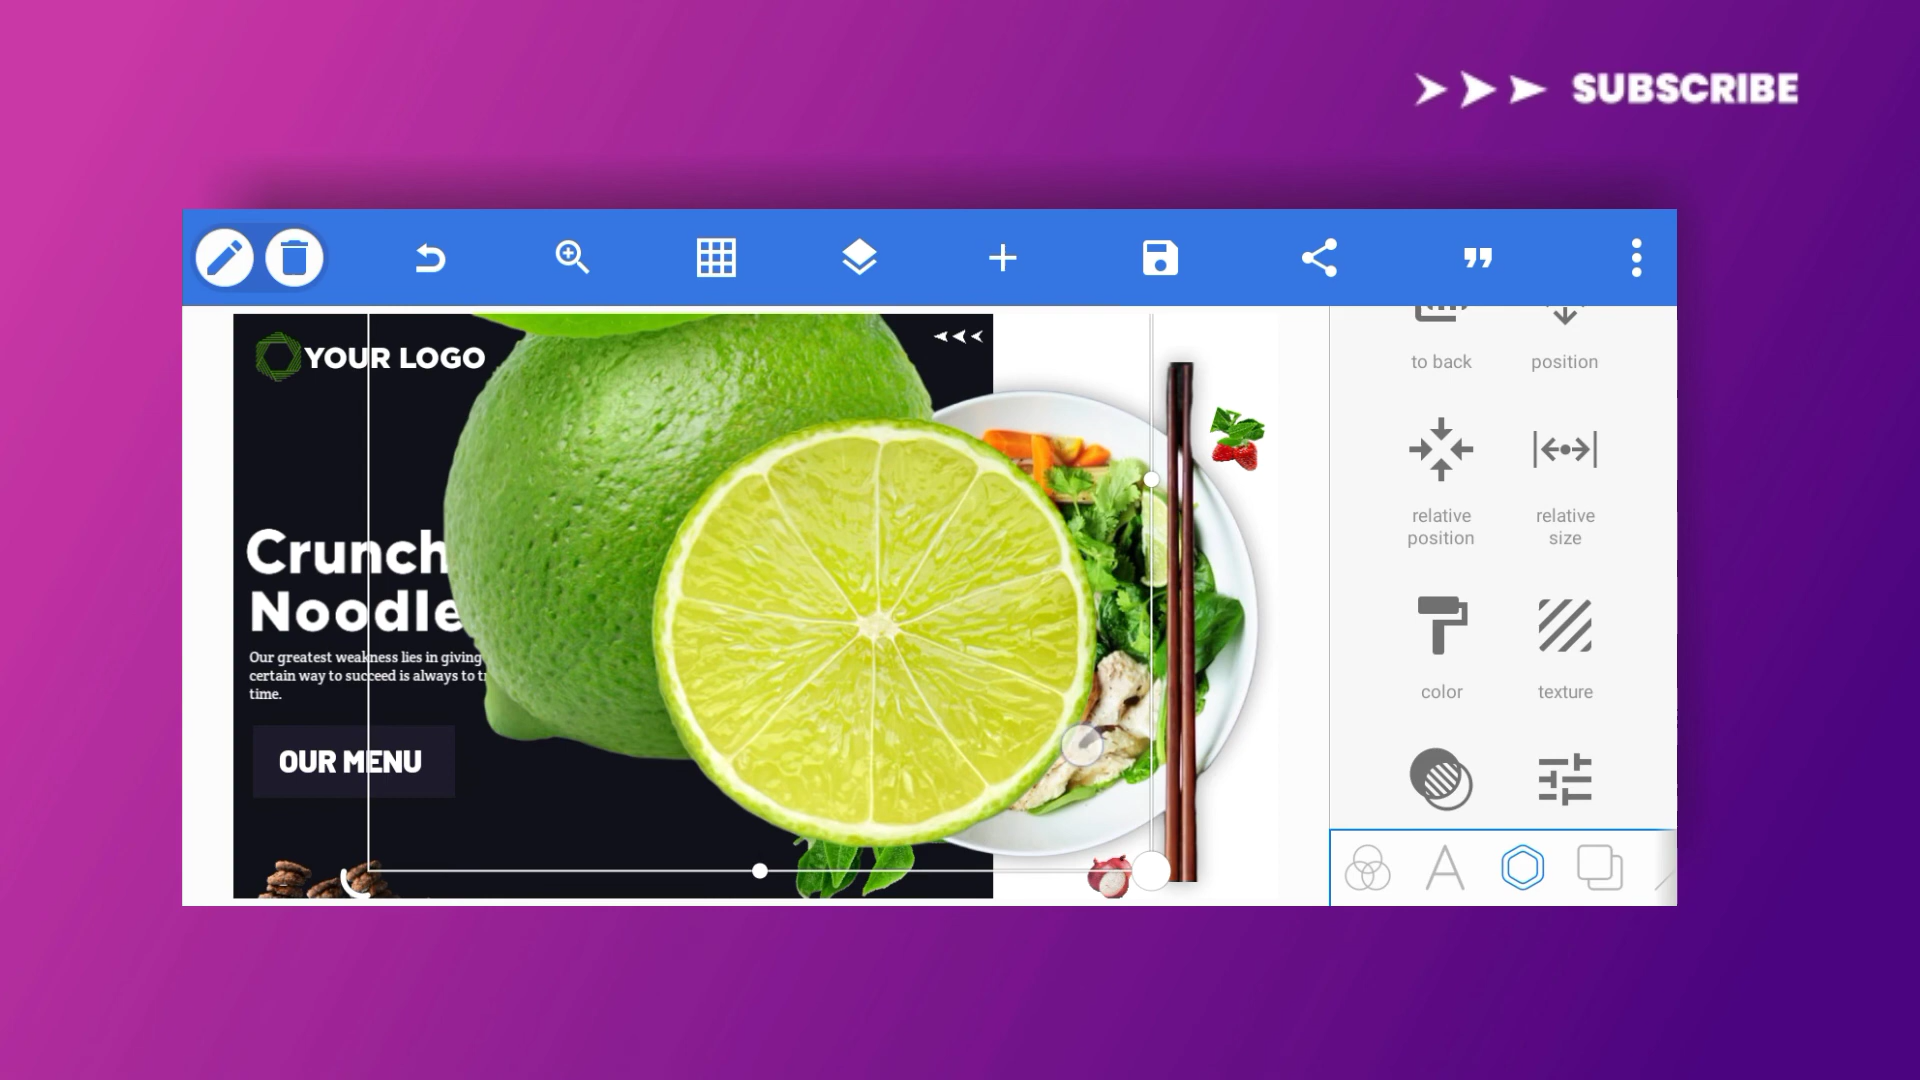 SUBSCRIBE
YOUR LOGO
Crunch
Noodle
Our greatest weakness lies in giving
certain way to succeed is always to
time.
OUR MENU
to back
position
relative
position
relative
size
color
texture
A